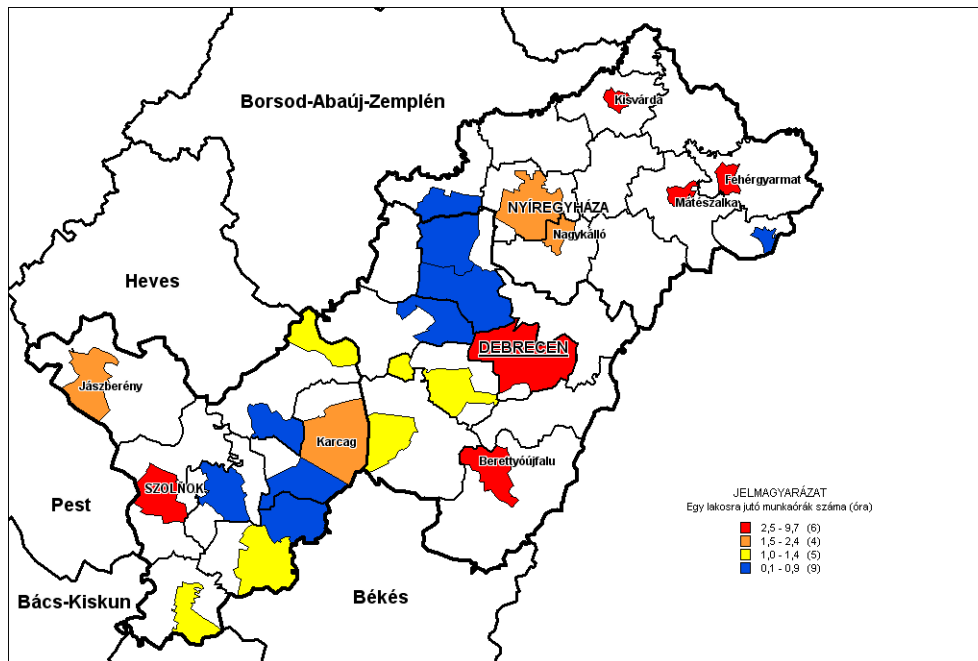 Borsod-Abaúj-Zemplén
Kisvárda
Fehérgyarmat
Mátészalka
NYÍREGYHÁZA
Nagykálló
Heves
DEBRECEN
Jászberény
Karcag
Berettyóújfalu
SZOLNOK
Pest
Bács-Kiskun
Békés
JELMAGYARÁZAT
Egy lakosra jutó munkaórák száma (óra)
2,5 - 9,7 (6)
1,5 - 2,4 (4)
1,0 - 1,4 (5)
0,1 - 0,9 (9)